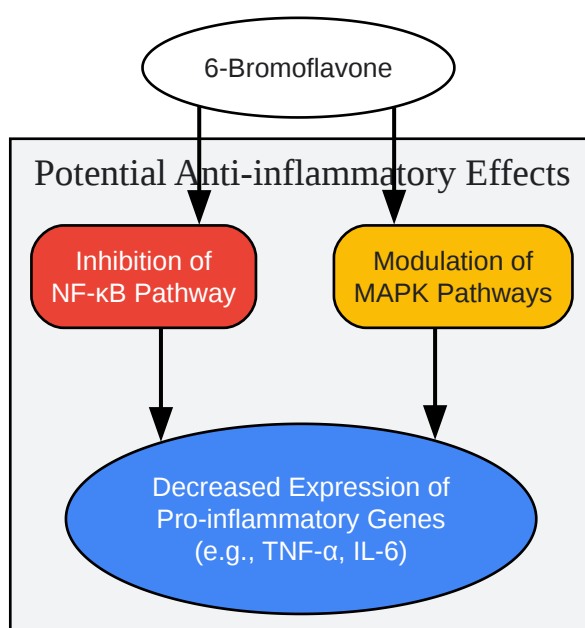 6-Bromoflavone
Potential Anti-inflammatory Effects
Inhibition of
NF-κB Pathway
Modulation of
MAPK Pathways
Decreased Expression of
Pro-inflammatory Genes
(e.g., TNF-α, IL-6)